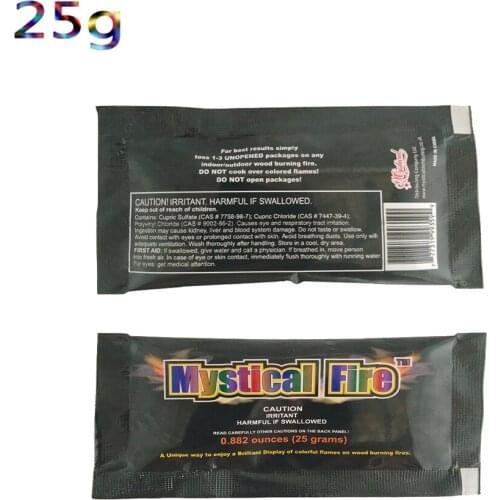 25g
For best results simply
toss 1-3 UNOPENED packages on any
indoor/outdoor wood burning fire.
DO NOT cook over colored flames!
DO NOT open packages!
CAUTION! IRRITANT. HARMFUL IF SWALLOWED.
Keep out of reach of children.
Contains: Cupric Sulfate (CAS # 7758-98-7); Cupric Chloride (CAS # 7447-39-4);
Polyvinyl Chloride (CAS # 9002-86-2). Causes eye and respiratory tract irritation.
Ingestion may cause kidney, liver and blood system damage. Do not taste or swallow.
Avoid contact with eyes or prolonged contact with skin. Avoid breathing dusts. Use only with
adequate ventilation. Wash thoroughly after handling. Store in a cool, dry area.
FIRST AID: If swallowed, give water and call a physician. If breathed in, move person
into fresh air. In case of eye or skin contact, immediately flush thoroughly with running water.
For eyes: get medical attention.
Mystical
Distributing Company Ltd.
Mystical Fire™
CAUTION
IRRITANT
HARMFUL IF SWALLOWED
READ CAREFULLY OTHER CAUTIONS ON THE BACK PANEL!
0.882 ounces (25 grams)
A Unique way to enjoy a Brilliant Display of colorful flames on wood burning fires.